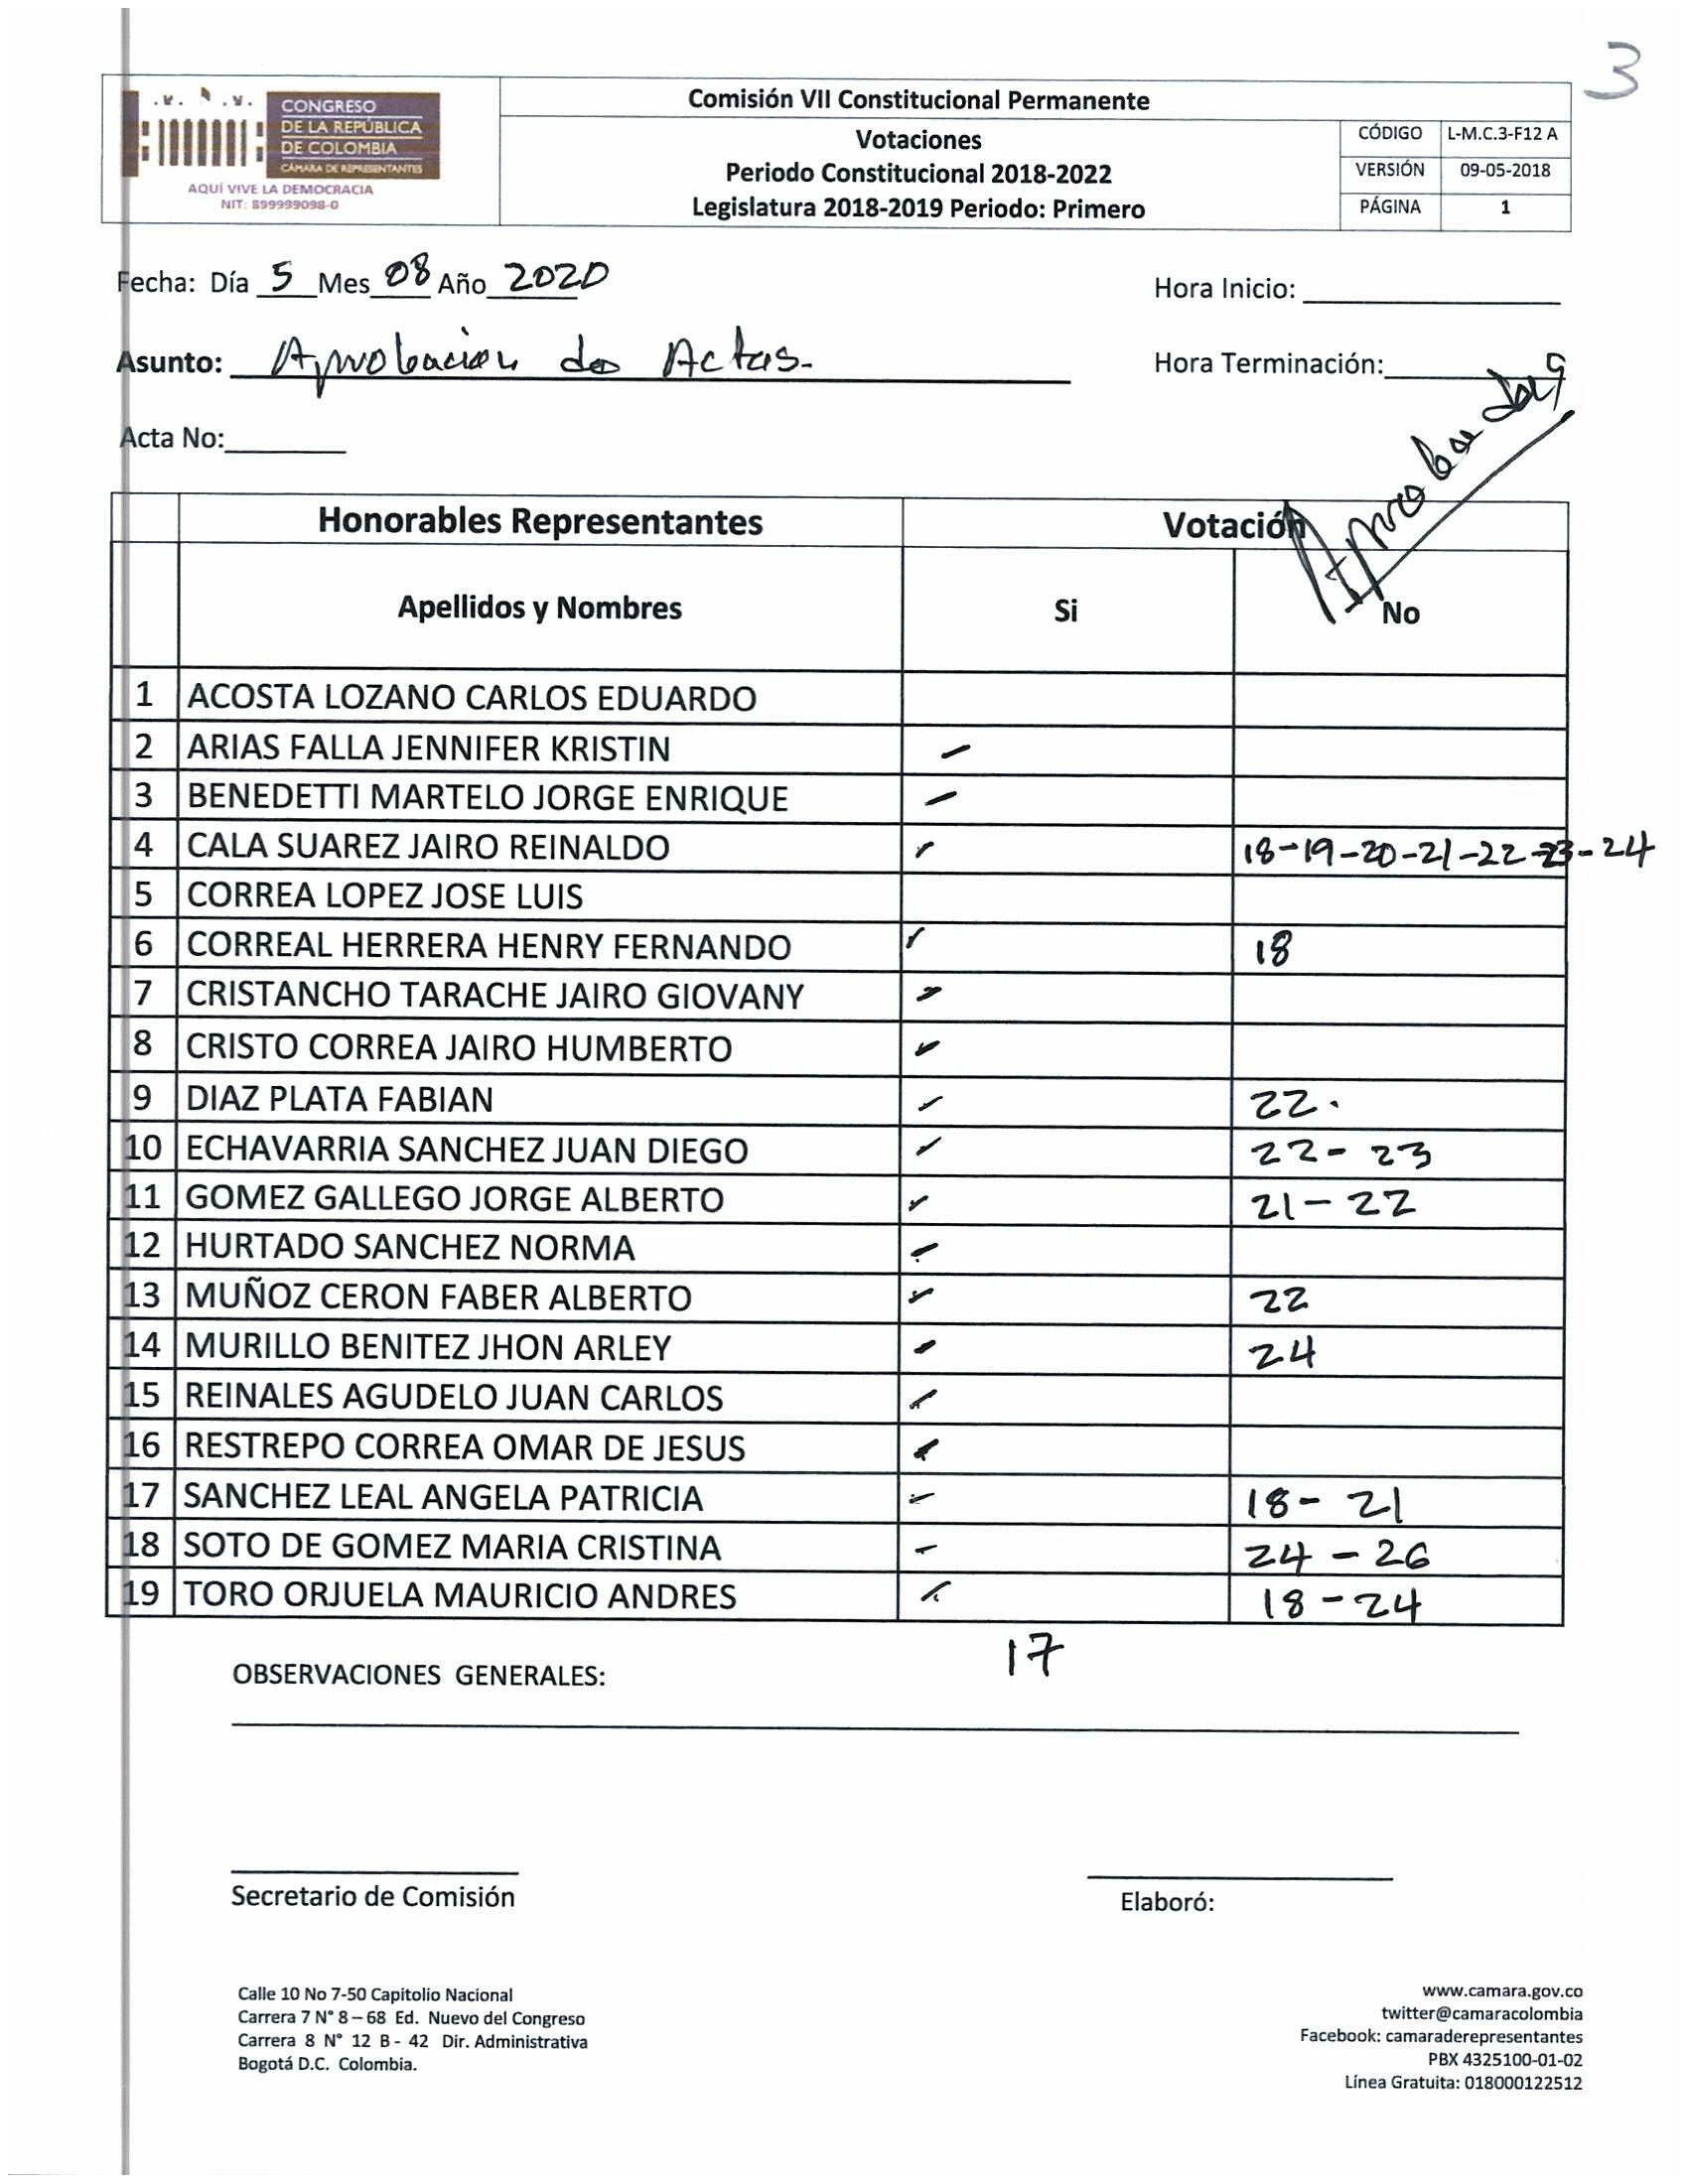 3
CONGRESO
DE LA REPÚBLICA
DE COLOMBIA
CÁMARA DE REPRESENTANTES
AQUÍ VIVE LA DEMOCRACIA
NIT: 899999098-0
Comisión VII Constitucional Permanente
Votaciones
Periodo Constitucional 2018-2022
Legislatura 2018-2019 Periodo: Primero
CÓDIGO L-M.C.3-F12 A
VERSIÓN 09-05-2018
PÁGINA 1
Fecha: Día 5 Mes 08 Año 2020
Hora Inicio:
Asunto: Aprobacion de Actas.
Hora Terminación:
Acta No:
Aprobadas
Honorables Representantes Votación
Apellidos y Nombres Si No
1 ACOSTA LOZANO CARLOS EDUARDO
2 ARIAS FALLA JENNIFER KRISTIN
3 BENEDETTI MARTELO JORGE ENRIQUE
4 CALA SUAREZ JAIRO REINALDO 18-19-20-21-22-23-24
5 CORREA LOPEZ JOSE LUIS
6 CORREAL HERRERA HENRY FERNANDO 18
7 CRISTANCHO TARACHE JAIRO GIOVANY
8 CRISTO CORREA JAIRO HUMBERTO
9 DIAZ PLATA FABIAN 22.
10 ECHAVARRIA SANCHEZ JUAN DIEGO 22-23
11 GOMEZ GALLEGO JORGE ALBERTO 21-22
12 HURTADO SANCHEZ NORMA
13 MUÑOZ CERON FABER ALBERTO 22
14 MURILLO BENITEZ JHON ARLEY 24
15 REINALES AGUDELO JUAN CARLOS
16 RESTREPO CORREA OMAR DE JESUS
17 SANCHEZ LEAL ANGELA PATRICIA 18-21
18 SOTO DE GOMEZ MARIA CRISTINA 24-26
19 TORO ORJUELA MAURICIO ANDRES 18-24
17
OBSERVACIONES GENERALES:
Secretario de Comisión
Elaboró:
Calle 10 No 7-50 Capitolio Nacional
Carrera 7 N° 8 – 68 Ed. Nuevo del Congreso
Carrera 8 N° 12 B - 42 Dir. Administrativa
Bogotá D.C. Colombia.
www.camara.gov.co
twitter@camaracolombia
Facebook: camaraderepresentantes
PBX 4325100-01-02
Línea Gratuita: 018000122512